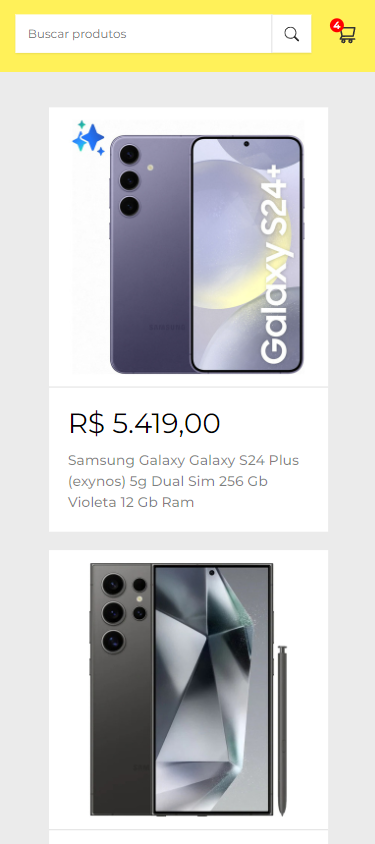 Buscar produtos
4
Galaxy S24+
R$ 5.419,00
Samsung Galaxy Galaxy S24 Plus
(exynos) 5g Dual Sim 256 Gb
Violeta 12 Gb Ram